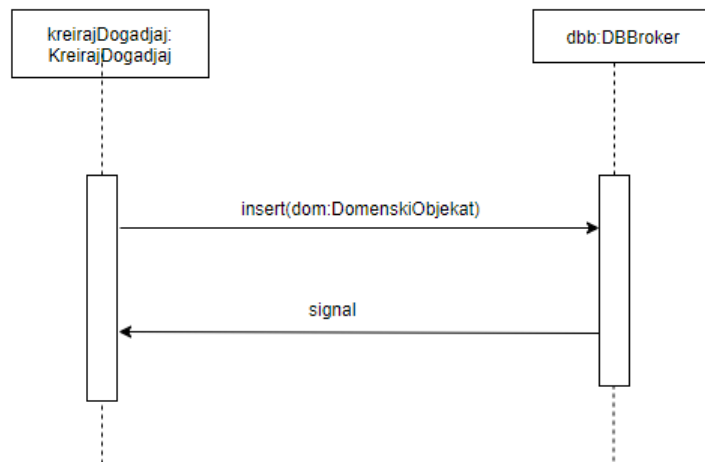 kreirajDogadjaj:
KreirajDogadjaj
dbb:DBBroker
insert(dom:DomenskiObjekat)
signal